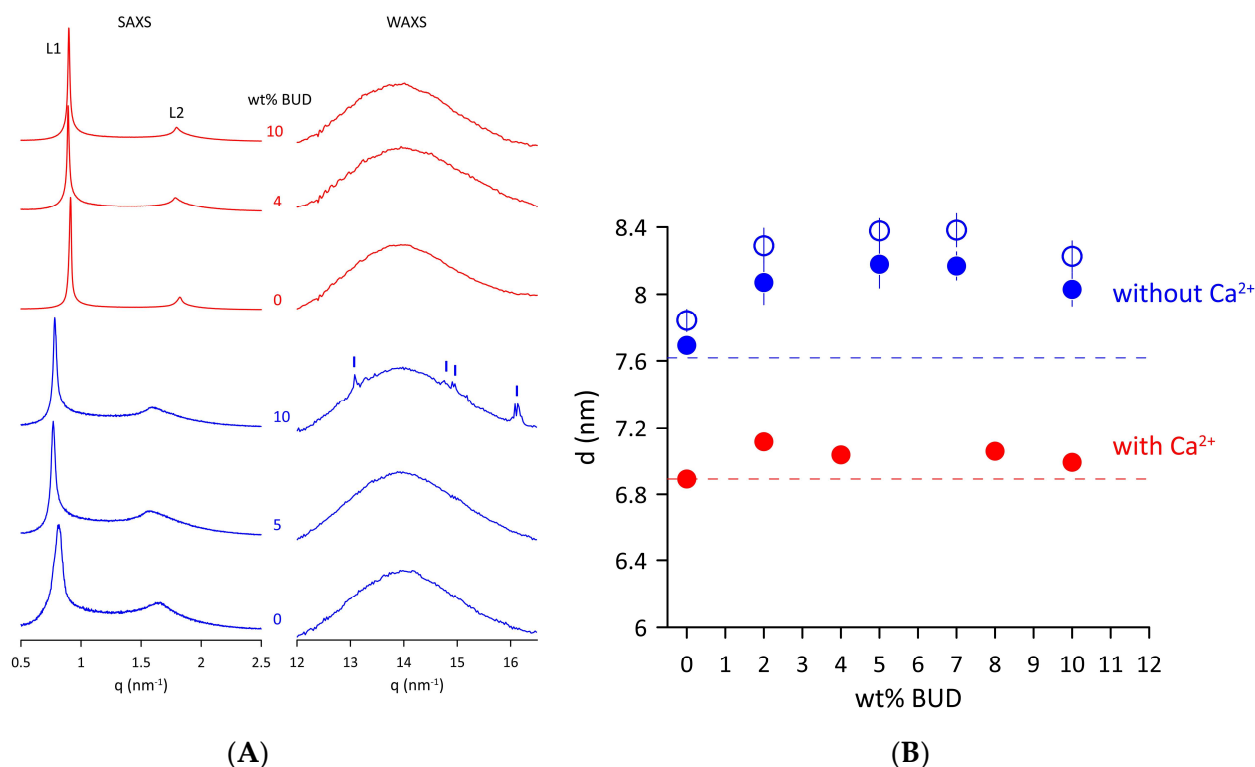 SAXS
WAXS
L1
L2
wt% BUD
10
4
0
10
5
0
0.5 1 1.5 2 2.5
q (nm⁻¹)
12 13 14 15 16
q (nm⁻¹)
(A)
8.4
8
7.6
7.2
6.8
6.4
6
d (nm)
without Ca²⁺
with Ca²⁺
0 1 2 3 4 5 6 7 8 9 10 11 12
wt% BUD
(B)